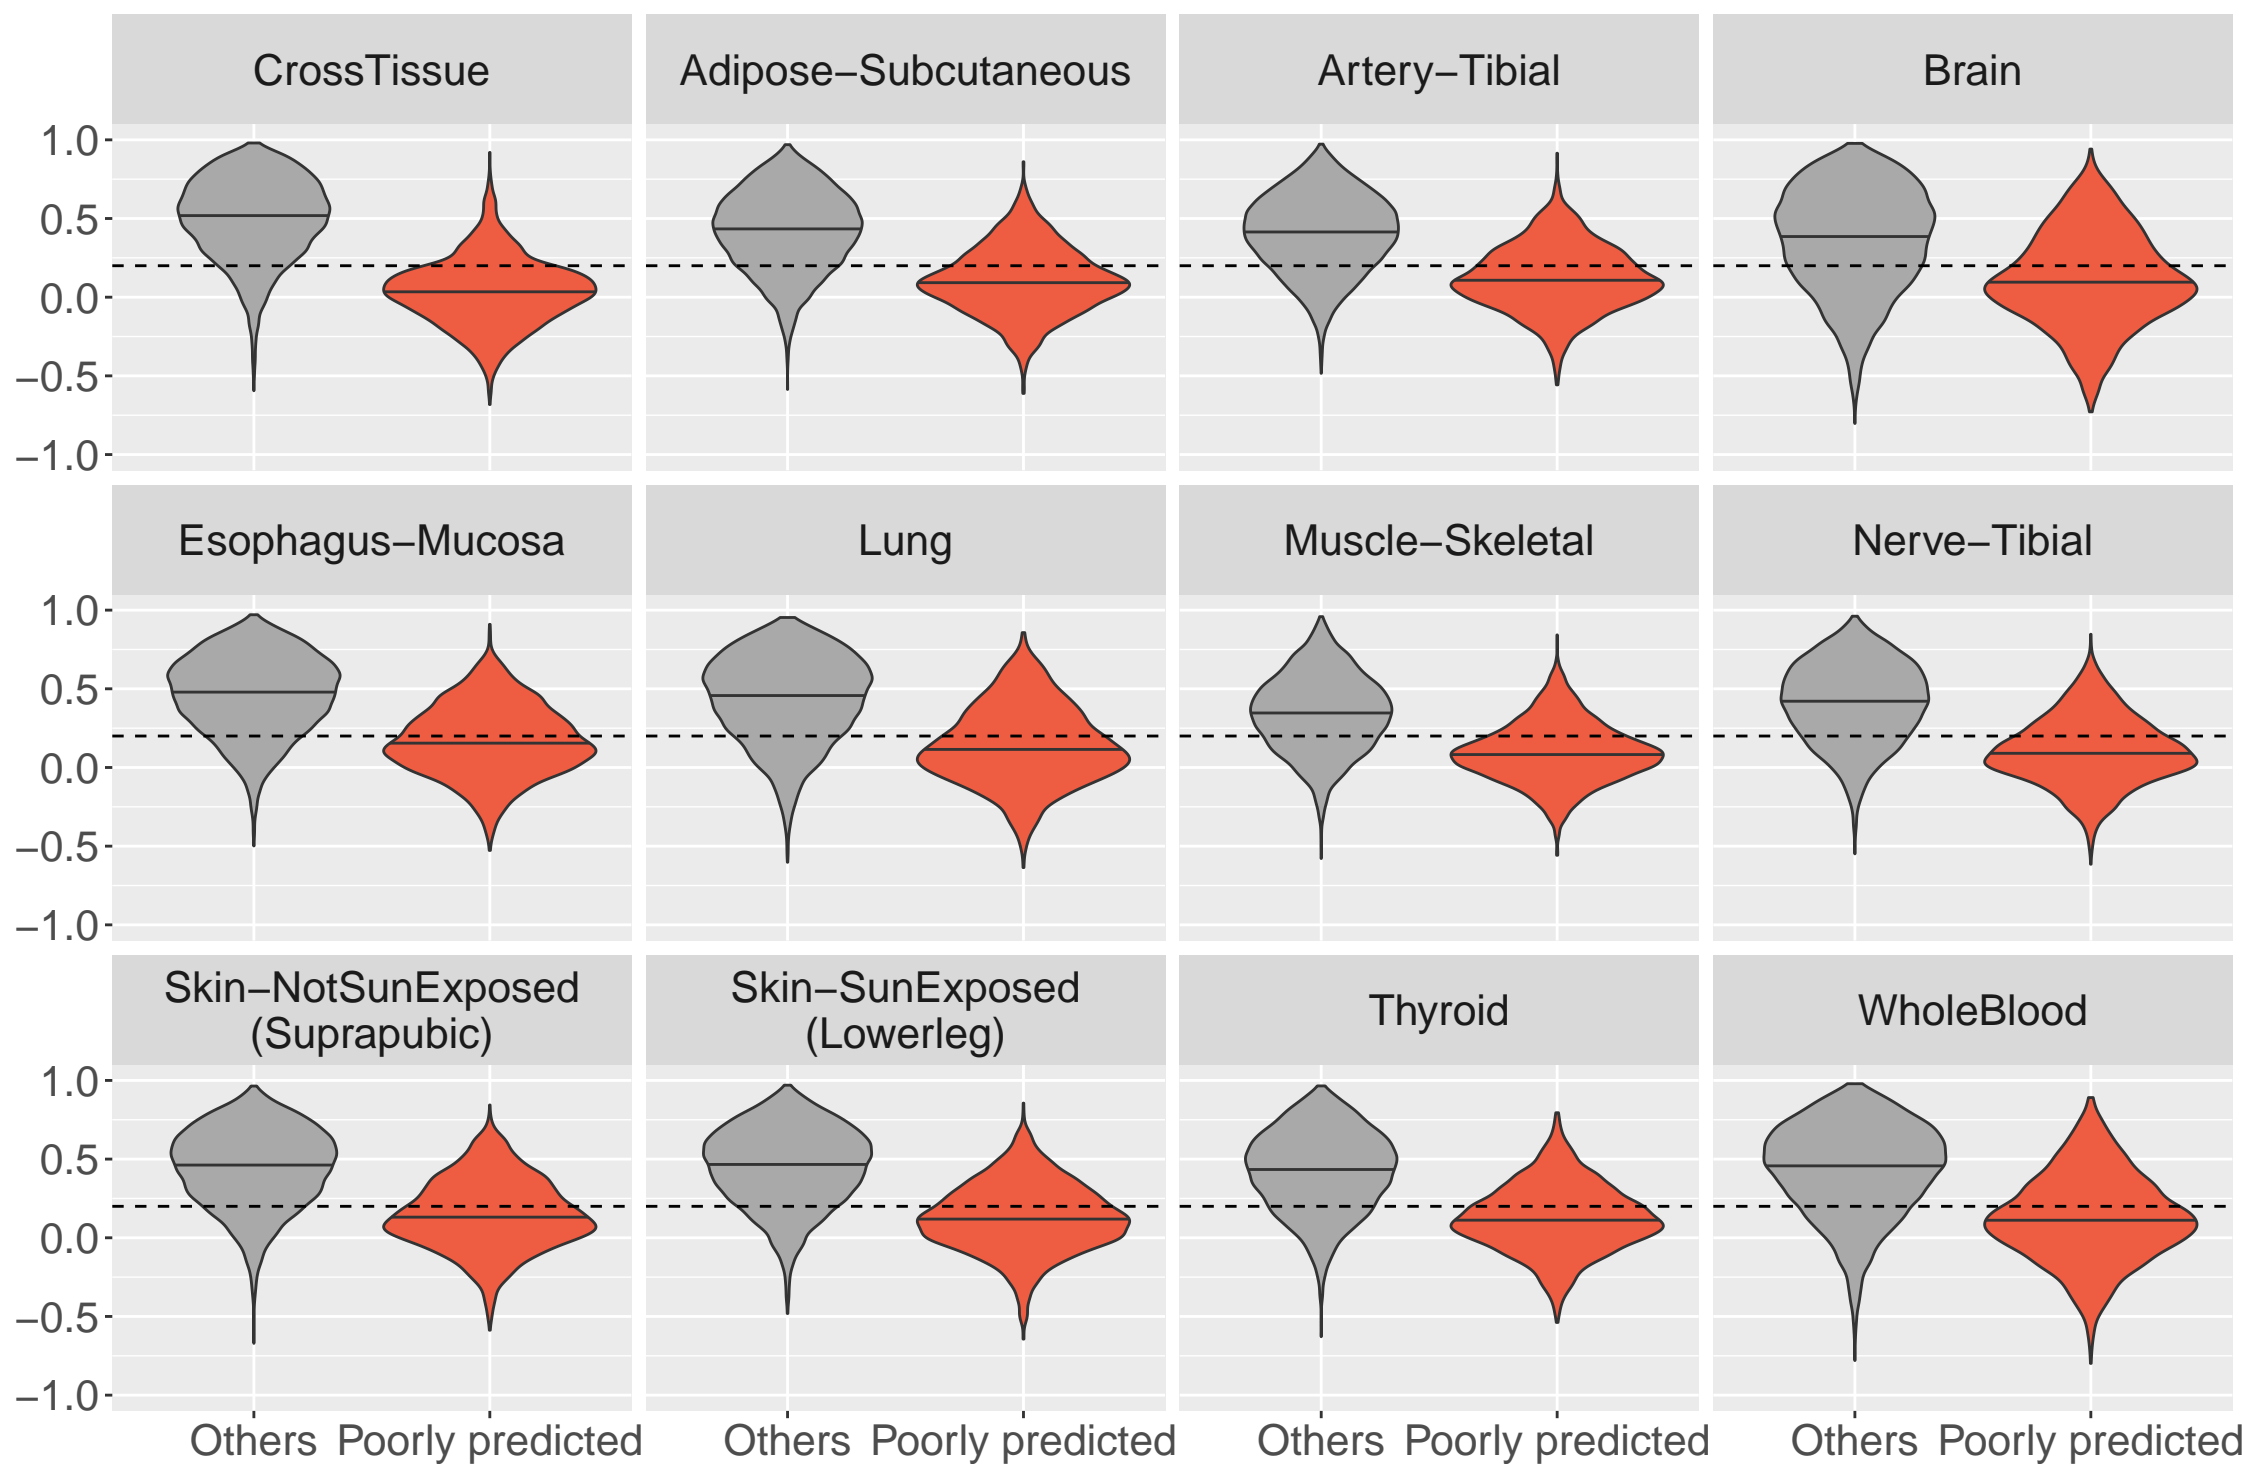 CrossTissue
Adipose−Subcutaneous
Artery−Tibial
Brain
1.0
0.5
0.0
−0.5
−1.0
Esophagus−Mucosa
Lung
Muscle−Skeletal
Nerve−Tibial
1.0
0.5
0.0
−0.5
−1.0
Skin−NotSunExposed
(Suprapubic)
Skin−SunExposed
(Lowerleg)
Thyroid
WholeBlood
1.0
0.5
0.0
−0.5
−1.0
Others Poorly predicted
Others Poorly predicted
Others Poorly predicted
Others Poorly predicted